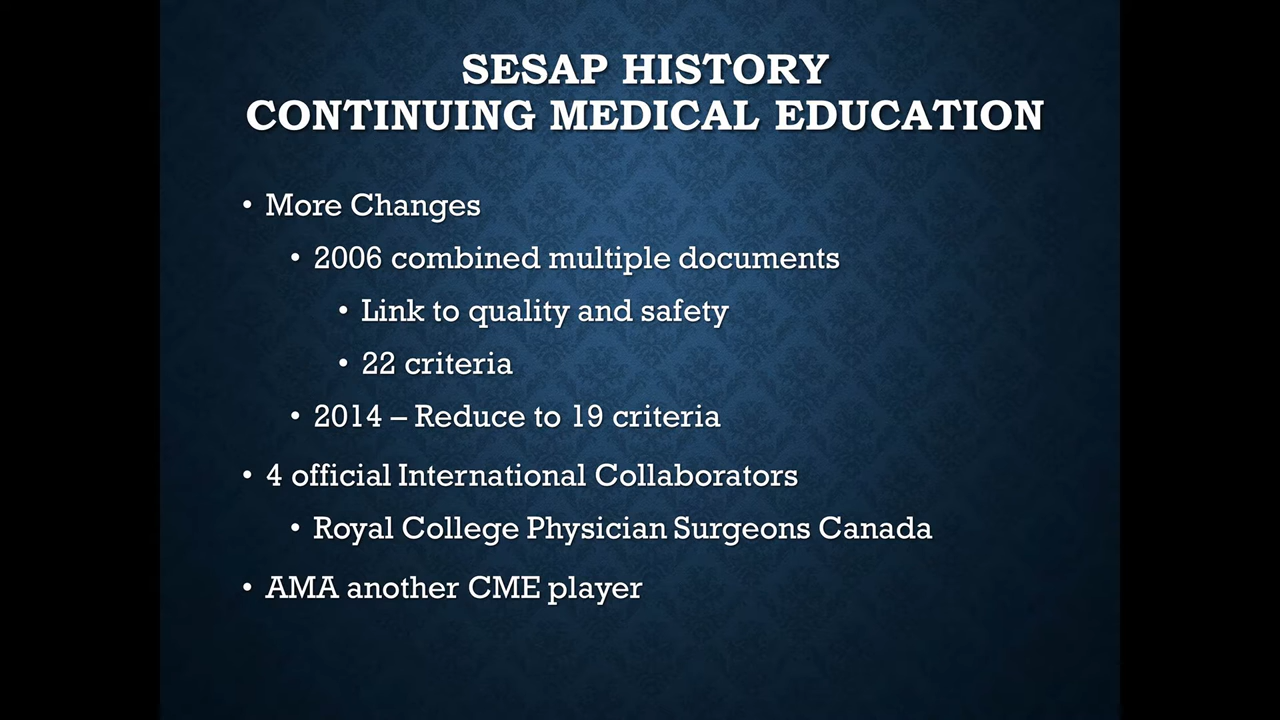 SESAP HISTORY
CONTINUING MEDICAL EDUCATION
• More Changes
• 2006 combined multiple documents
• Link to quality and safety
• 22 criteria
• 2014 – Reduce to 19 criteria
• 4 official International Collaborators
• Royal College Physician Surgeons Canada
• AMA another CME player